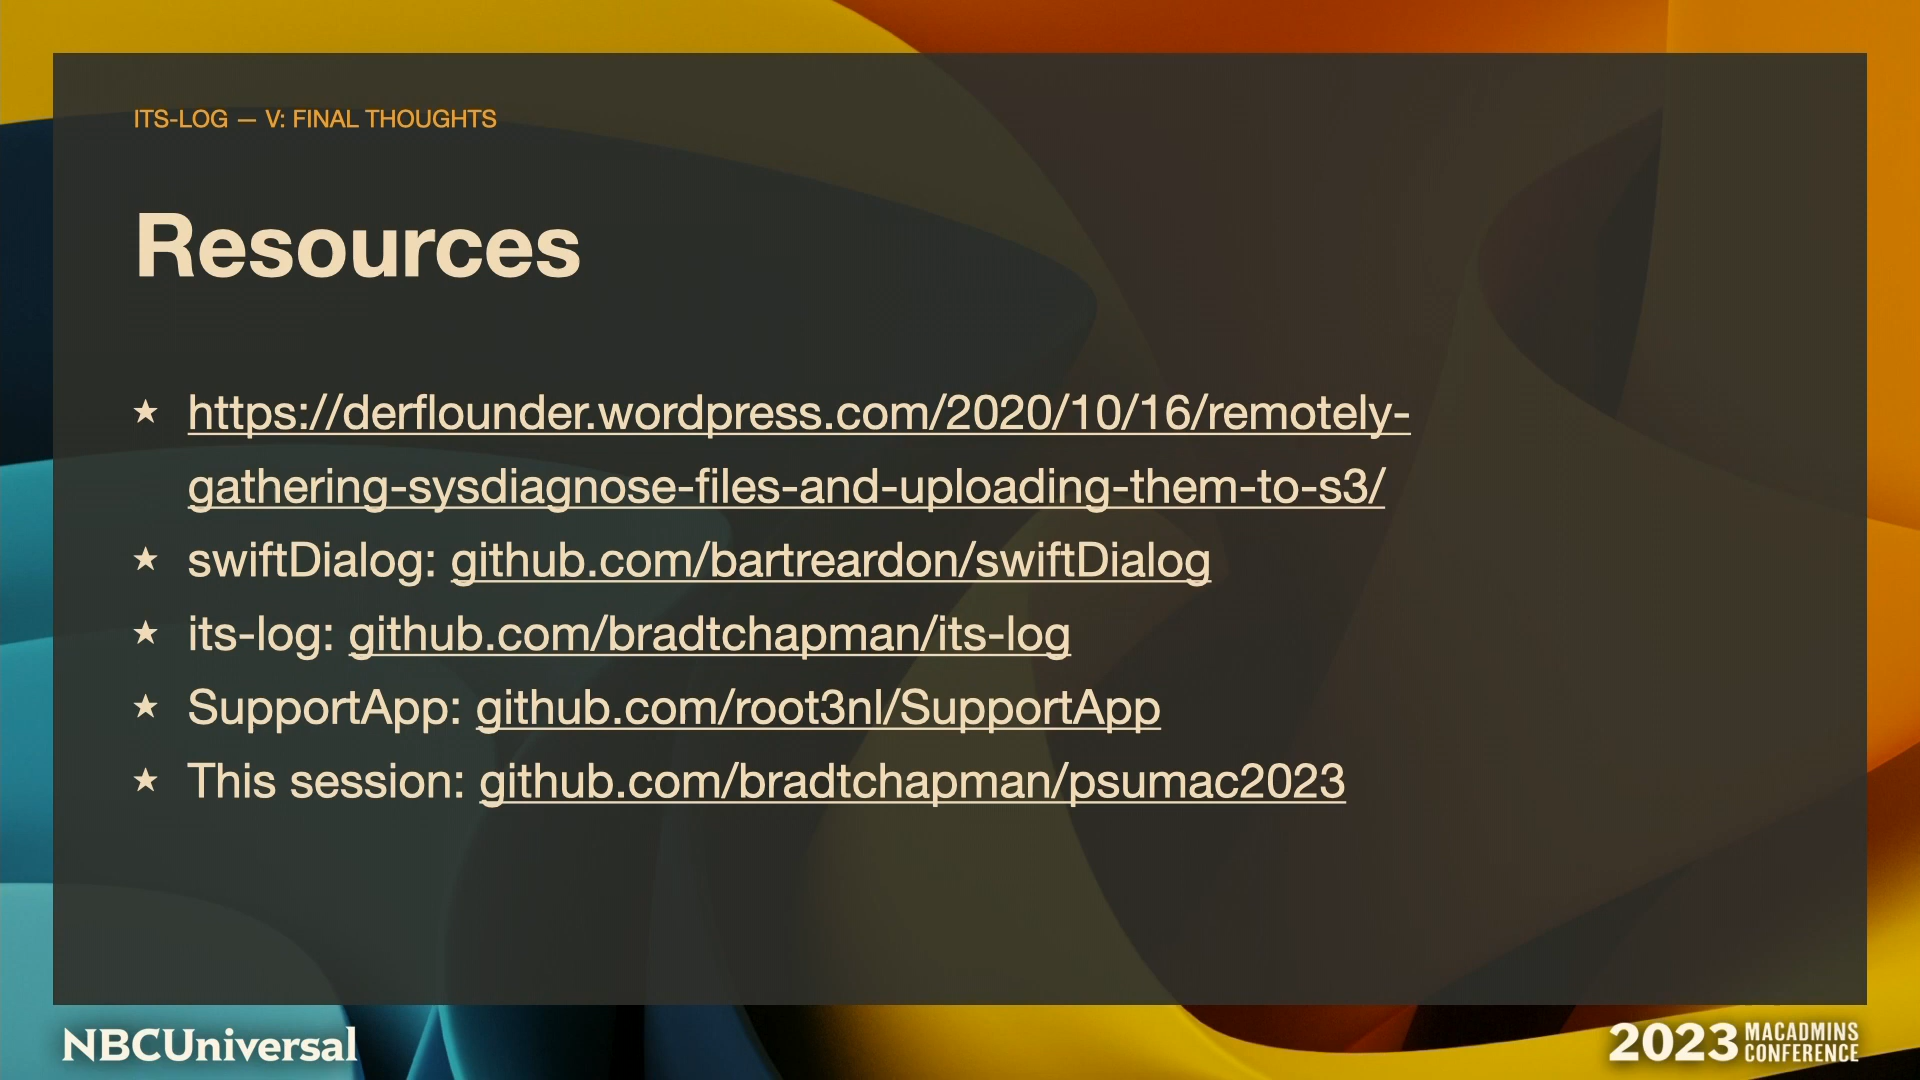 ITS-LOG — V: FINAL THOUGHTS
Resources
★ https://derflounder.wordpress.com/2020/10/16/remotely-
gathering-sysdiagnose-files-and-uploading-them-to-s3/
★ swiftDialog: github.com/bartreardon/swiftDialog
★ its-log: github.com/bradtchapman/its-log
★ SupportApp: github.com/root3nl/SupportApp
★ This session: github.com/bradtchapman/psumac2023
NBCUniversal
2023 MACADMINS
CONFERENCE